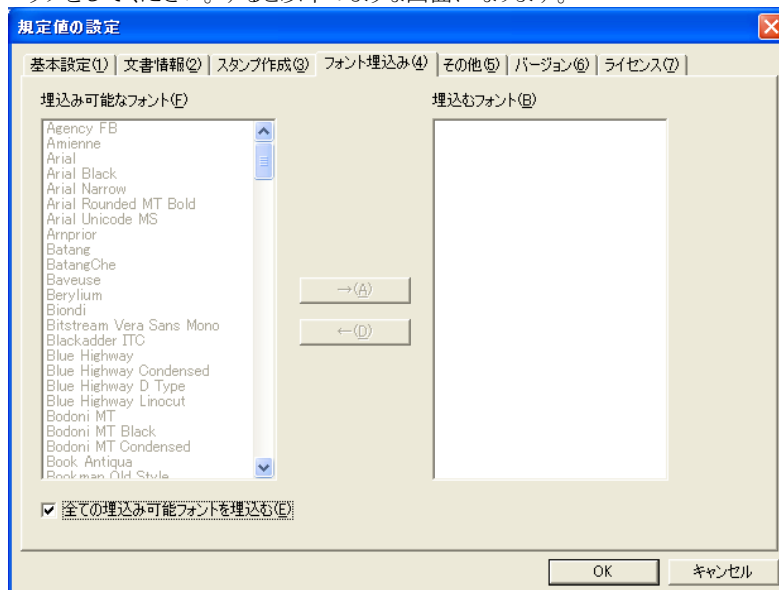 規定値の設定
基本設定(1) 文書情報(2) スタンプ作成(3) フォント埋込み(4) その他(5) バージョン(6) ライセンス(7)
埋込み可能なフォント(F) 埋込むフォント(B)
Agency FB
Amienne
Arial
Arial Black
Arial Narrow
Arial Rounded MT Bold
Arial Unicode MS
Arnprior
Batang
BatangChe
Baveuse
Berylium
Biondi
Bitstream Vera Sans Mono
Blackadder ITC
Blue Highway
Blue Highway Condensed
Blue Highway D Type
Blue Highway Linocut
Bodoni MT
Bodoni MT Black
Bodoni MT Condensed
Book Antiqua
Bookman Old Style
→(A)
←(D)
全ての埋込み可能フォントを埋込む(E)
OK キャンセル